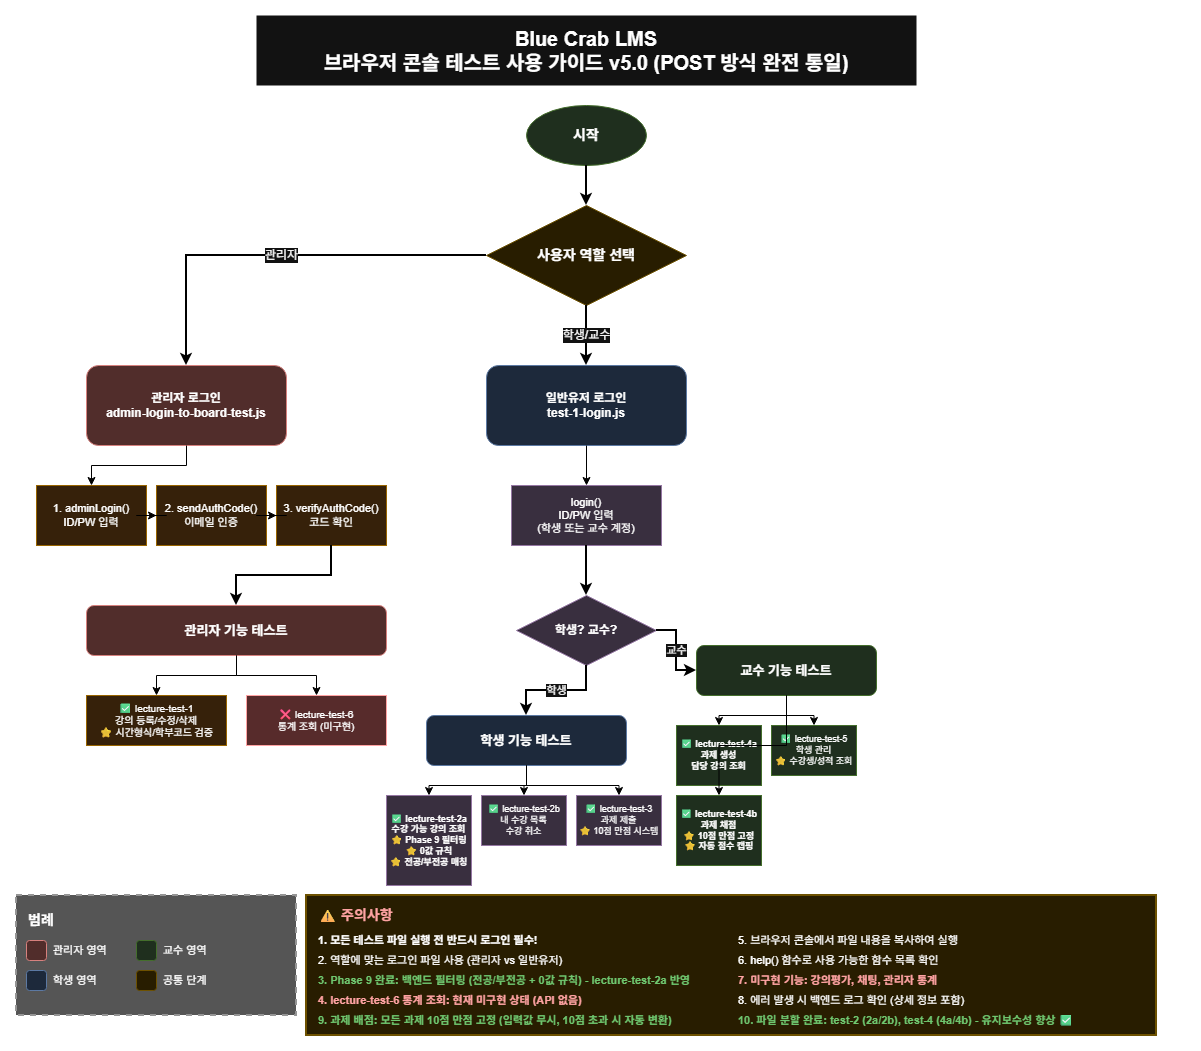 Blue Crab LMS
브라우저 콘솔 테스트 사용 가이드 v5.0 (POST 방식 완전 통일)
시작
사용자 역할 선택
관리자
학생/교수
관리자 로그인
admin-login-to-board-test.js
일반유저 로그인
test-1-login.js
1. adminLogin()
ID/PW 입력
2. sendAuthCode()
이메일 인증
3. verifyAuthCode()
코드 확인
login()
ID/PW 입력
(학생 또는 교수 계정)
관리자 기능 테스트
학생? 교수?
교수
학생
교수 기능 테스트
학생 기능 테스트
✅ lecture-test-1
강의 등록/수정/삭제
⭐ 시간형식/학부코드 검증
❌ lecture-test-6
통계 조회 (미구현)
✅ lecture-test-4a
과제 생성
담당 강의 조회
✅ lecture-test-5
학생 관리
⭐ 수강생/성적 조회
✅ lecture-test-2a
수강 가능 강의 조회
⭐ Phase 9 필터링
⭐ 0값 규칙
⭐ 전공/부전공 매칭
✅ lecture-test-2b
내 수강 목록
수강 취소
✅ lecture-test-3
과제 제출
⭐ 10점 만점 시스템
✅ lecture-test-4b
과제 채점
⭐ 10점 만점 고정
⭐ 자동 점수 캡핑
범례
관리자 영역
교수 영역
학생 영역
공통 단계
⚠️ 주의사항
1. 모든 테스트 파일 실행 전 반드시 로그인 필수!
2. 역할에 맞는 로그인 파일 사용 (관리자 vs 일반유저)
3. Phase 9 완료: 백엔드 필터링 (전공/부전공 + 0값 규칙) - lecture-test-2a 반영
4. lecture-test-6 통계 조회: 현재 미구현 상태 (API 없음)
9. 과제 배점: 모든 과제 10점 만점 고정 (입력값 무시, 10점 초과 시 자동 변환)
5. 브라우저 콘솔에서 파일 내용을 복사하여 실행
6. help() 함수로 사용 가능한 함수 목록 확인
7. 미구현 기능: 강의평가, 채팅, 관리자 통계
8. 에러 발생 시 백엔드 로그 확인 (상세 정보 포함)
10. 파일 분할 완료: test-2 (2a/2b), test-4 (4a/4b) - 유지보수성 향상 ✅